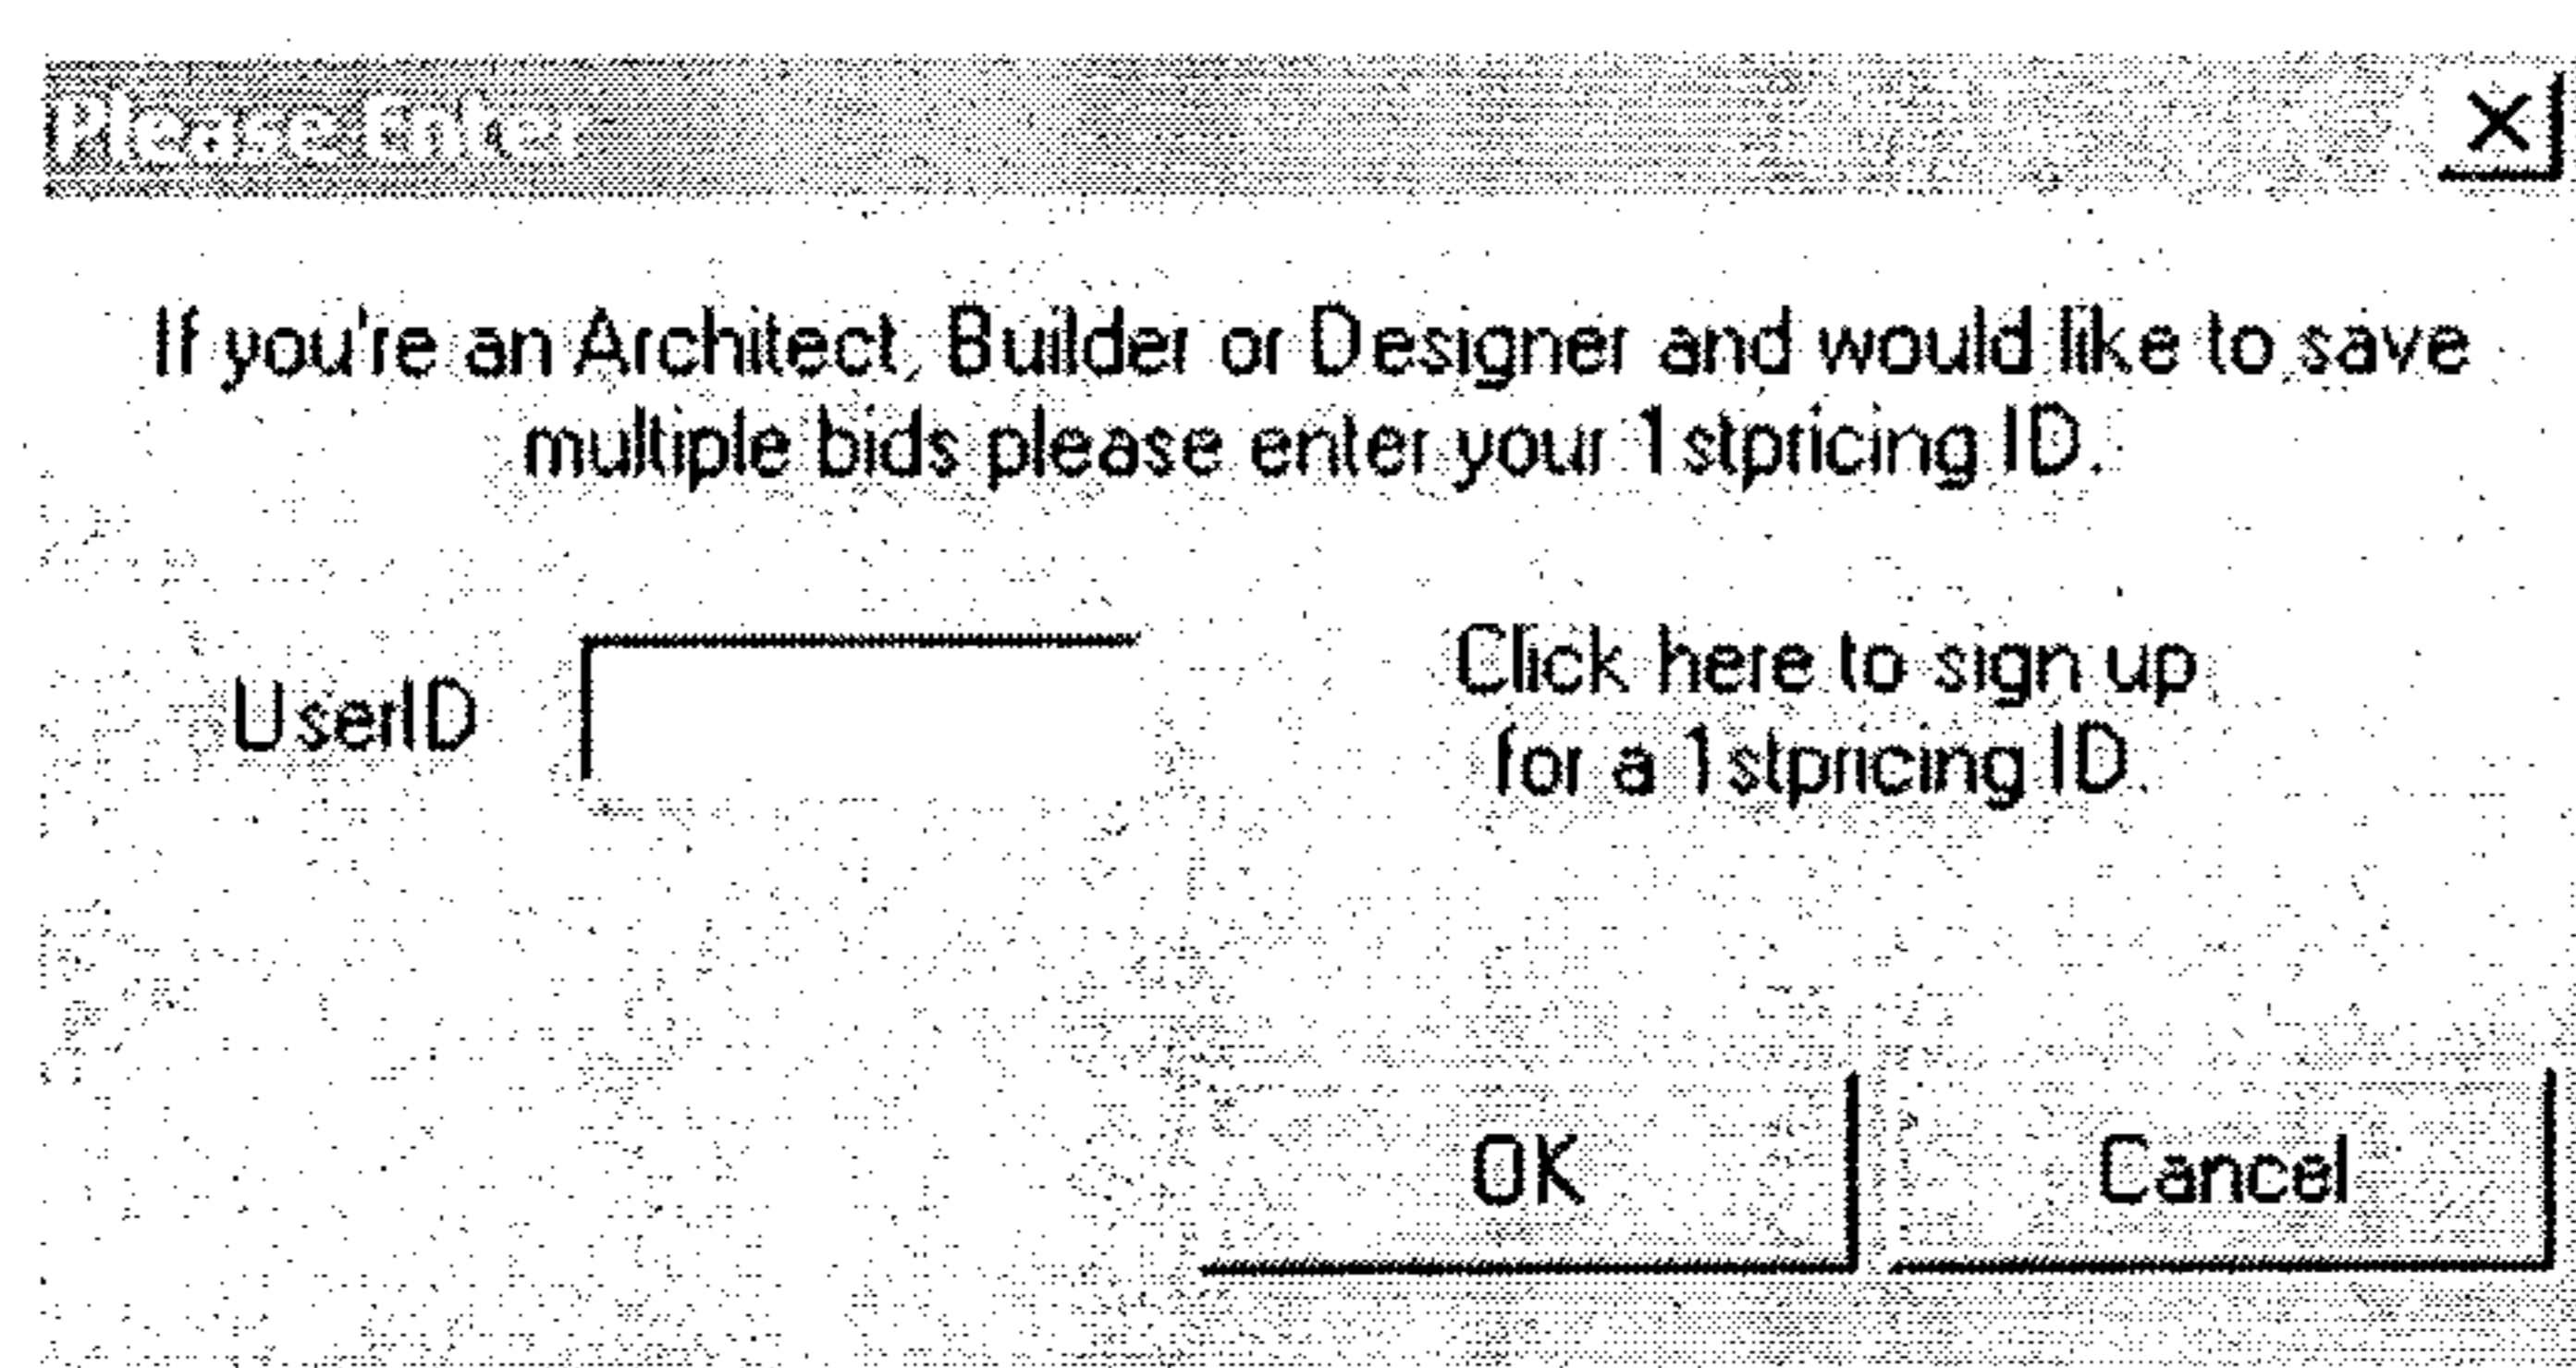 Please Enter
If you're an Architect, Builder or Designer and would like to save
multiple bids please enter your 1stpricing ID.
UserID
Click here to sign up
for a 1stpricing ID.
OK
Cancel